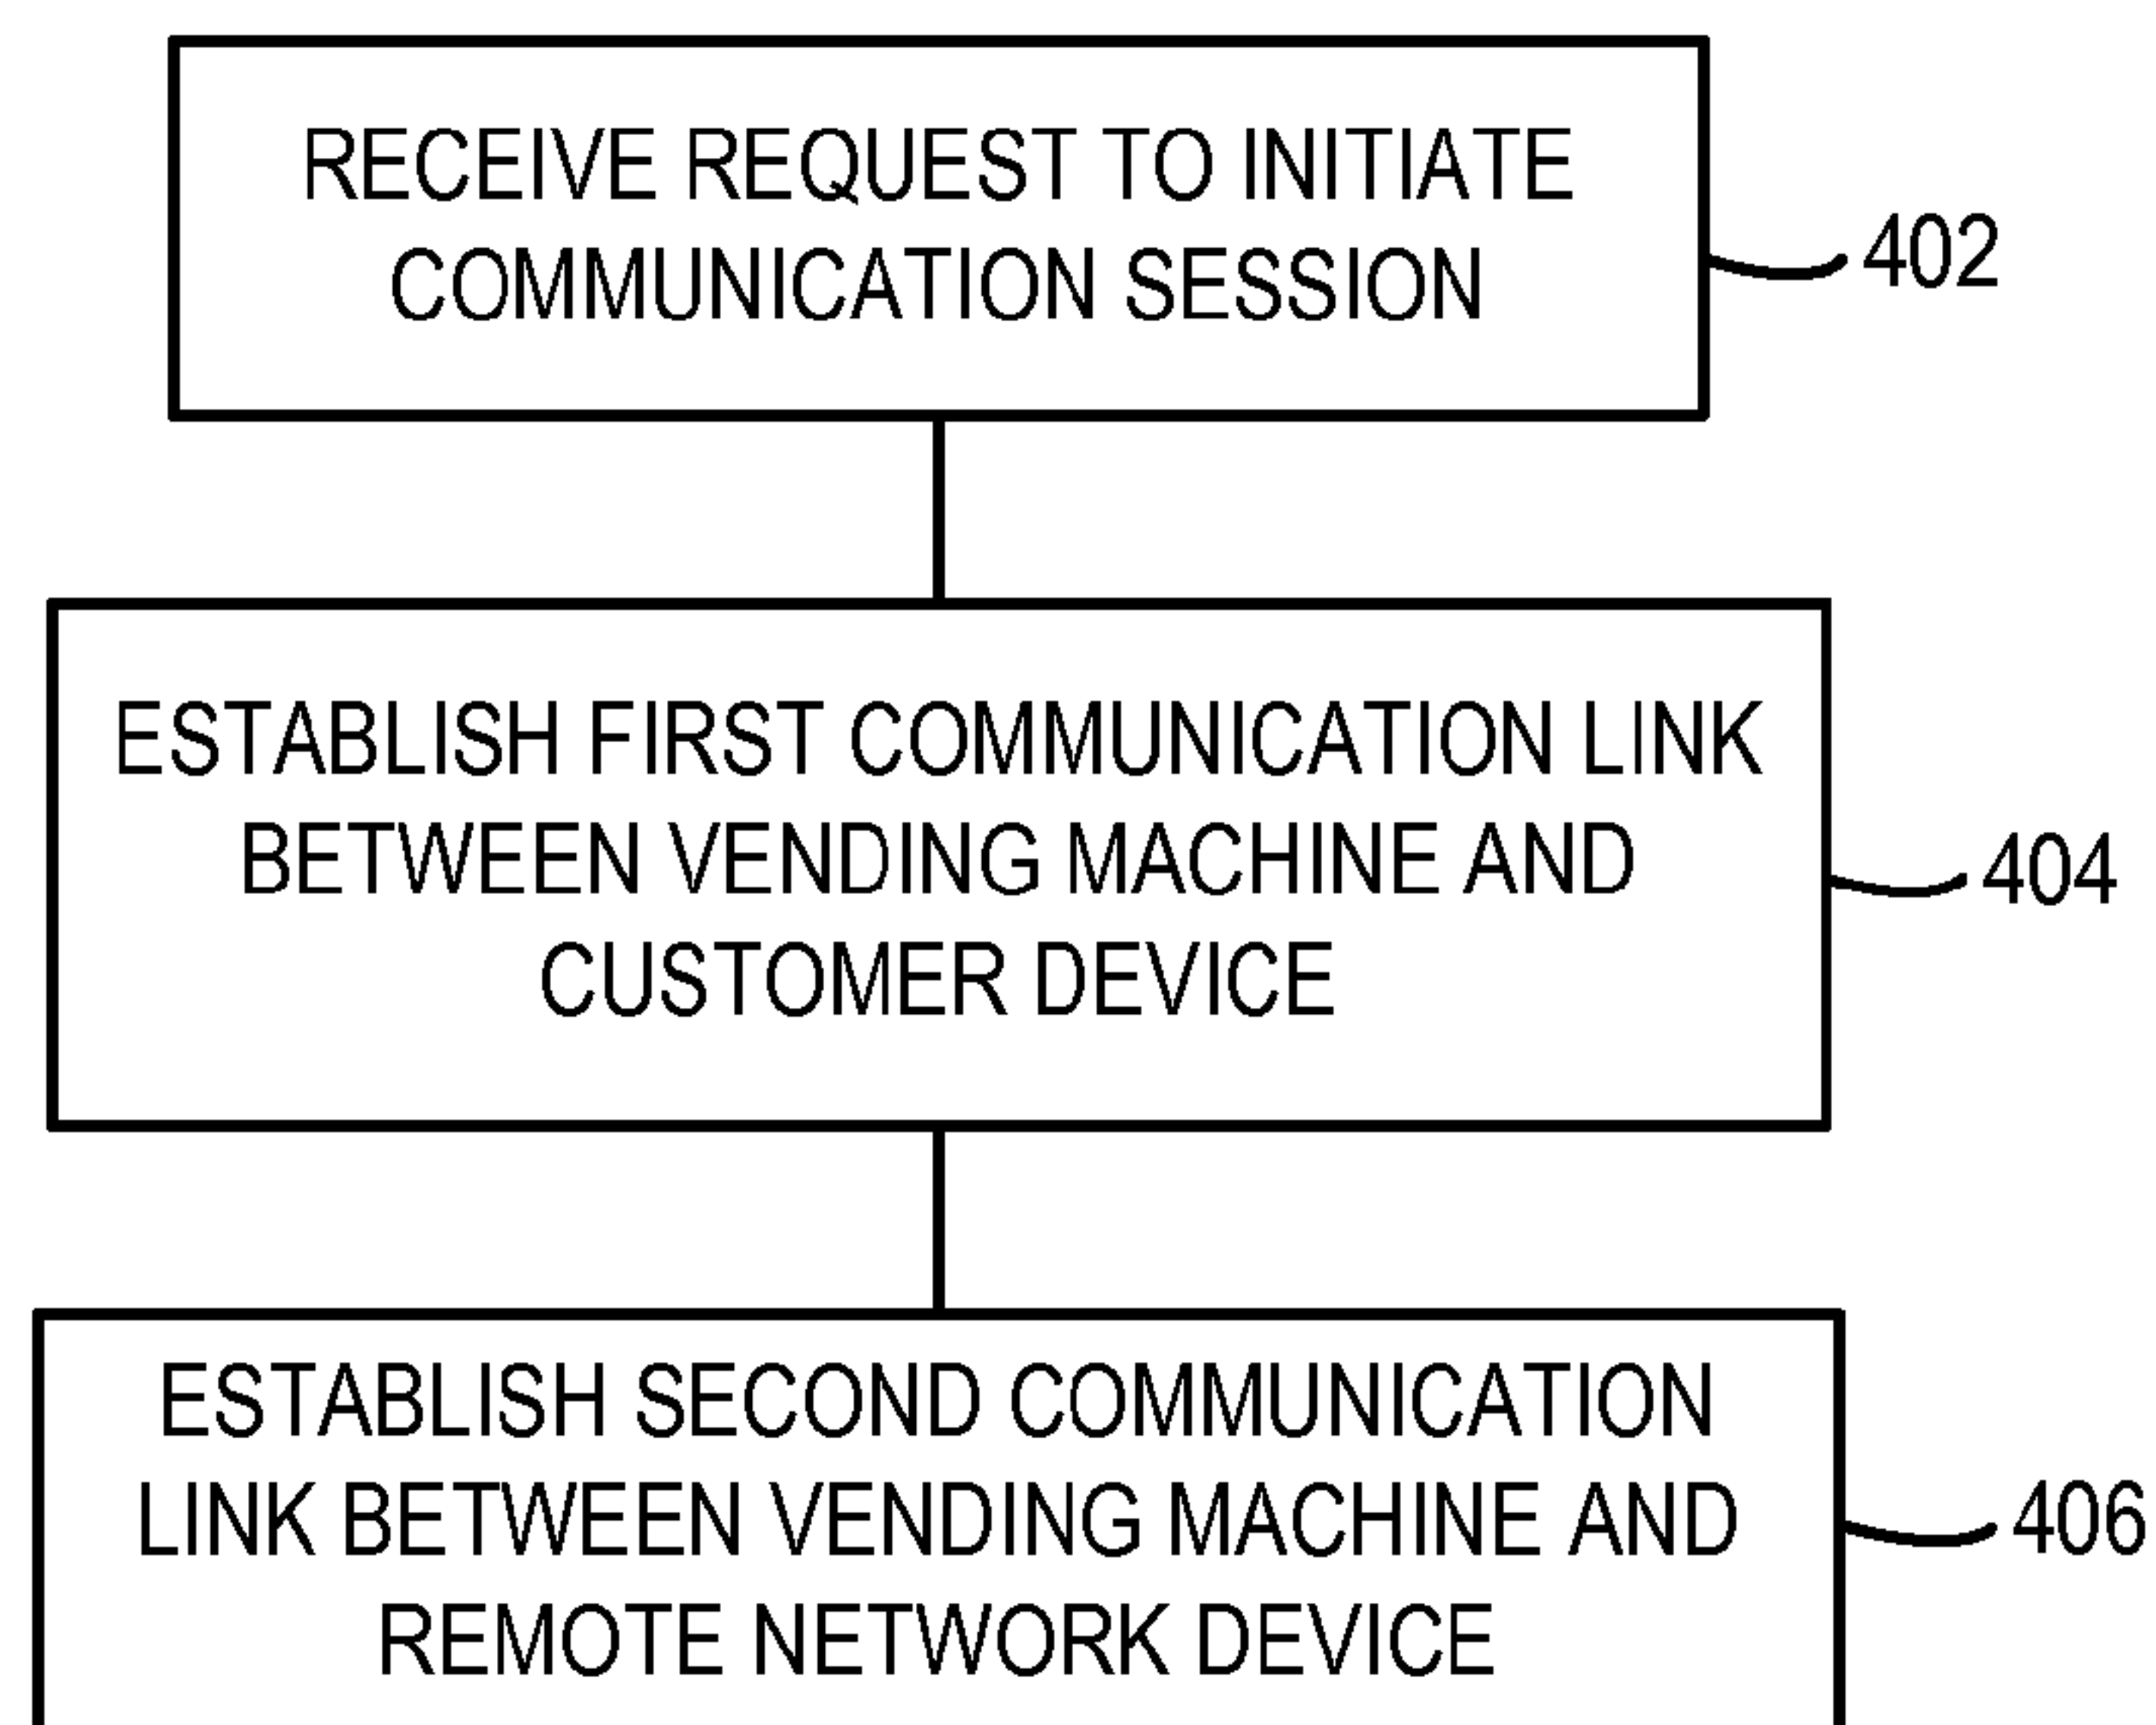 RECEIVE REQUEST TO INITIATE
COMMUNICATION SESSION
402
ESTABLISH FIRST COMMUNICATION LINK
BETWEEN VENDING MACHINE AND
CUSTOMER DEVICE
404
ESTABLISH SECOND COMMUNICATION
LINK BETWEEN VENDING MACHINE AND
REMOTE NETWORK DEVICE
406